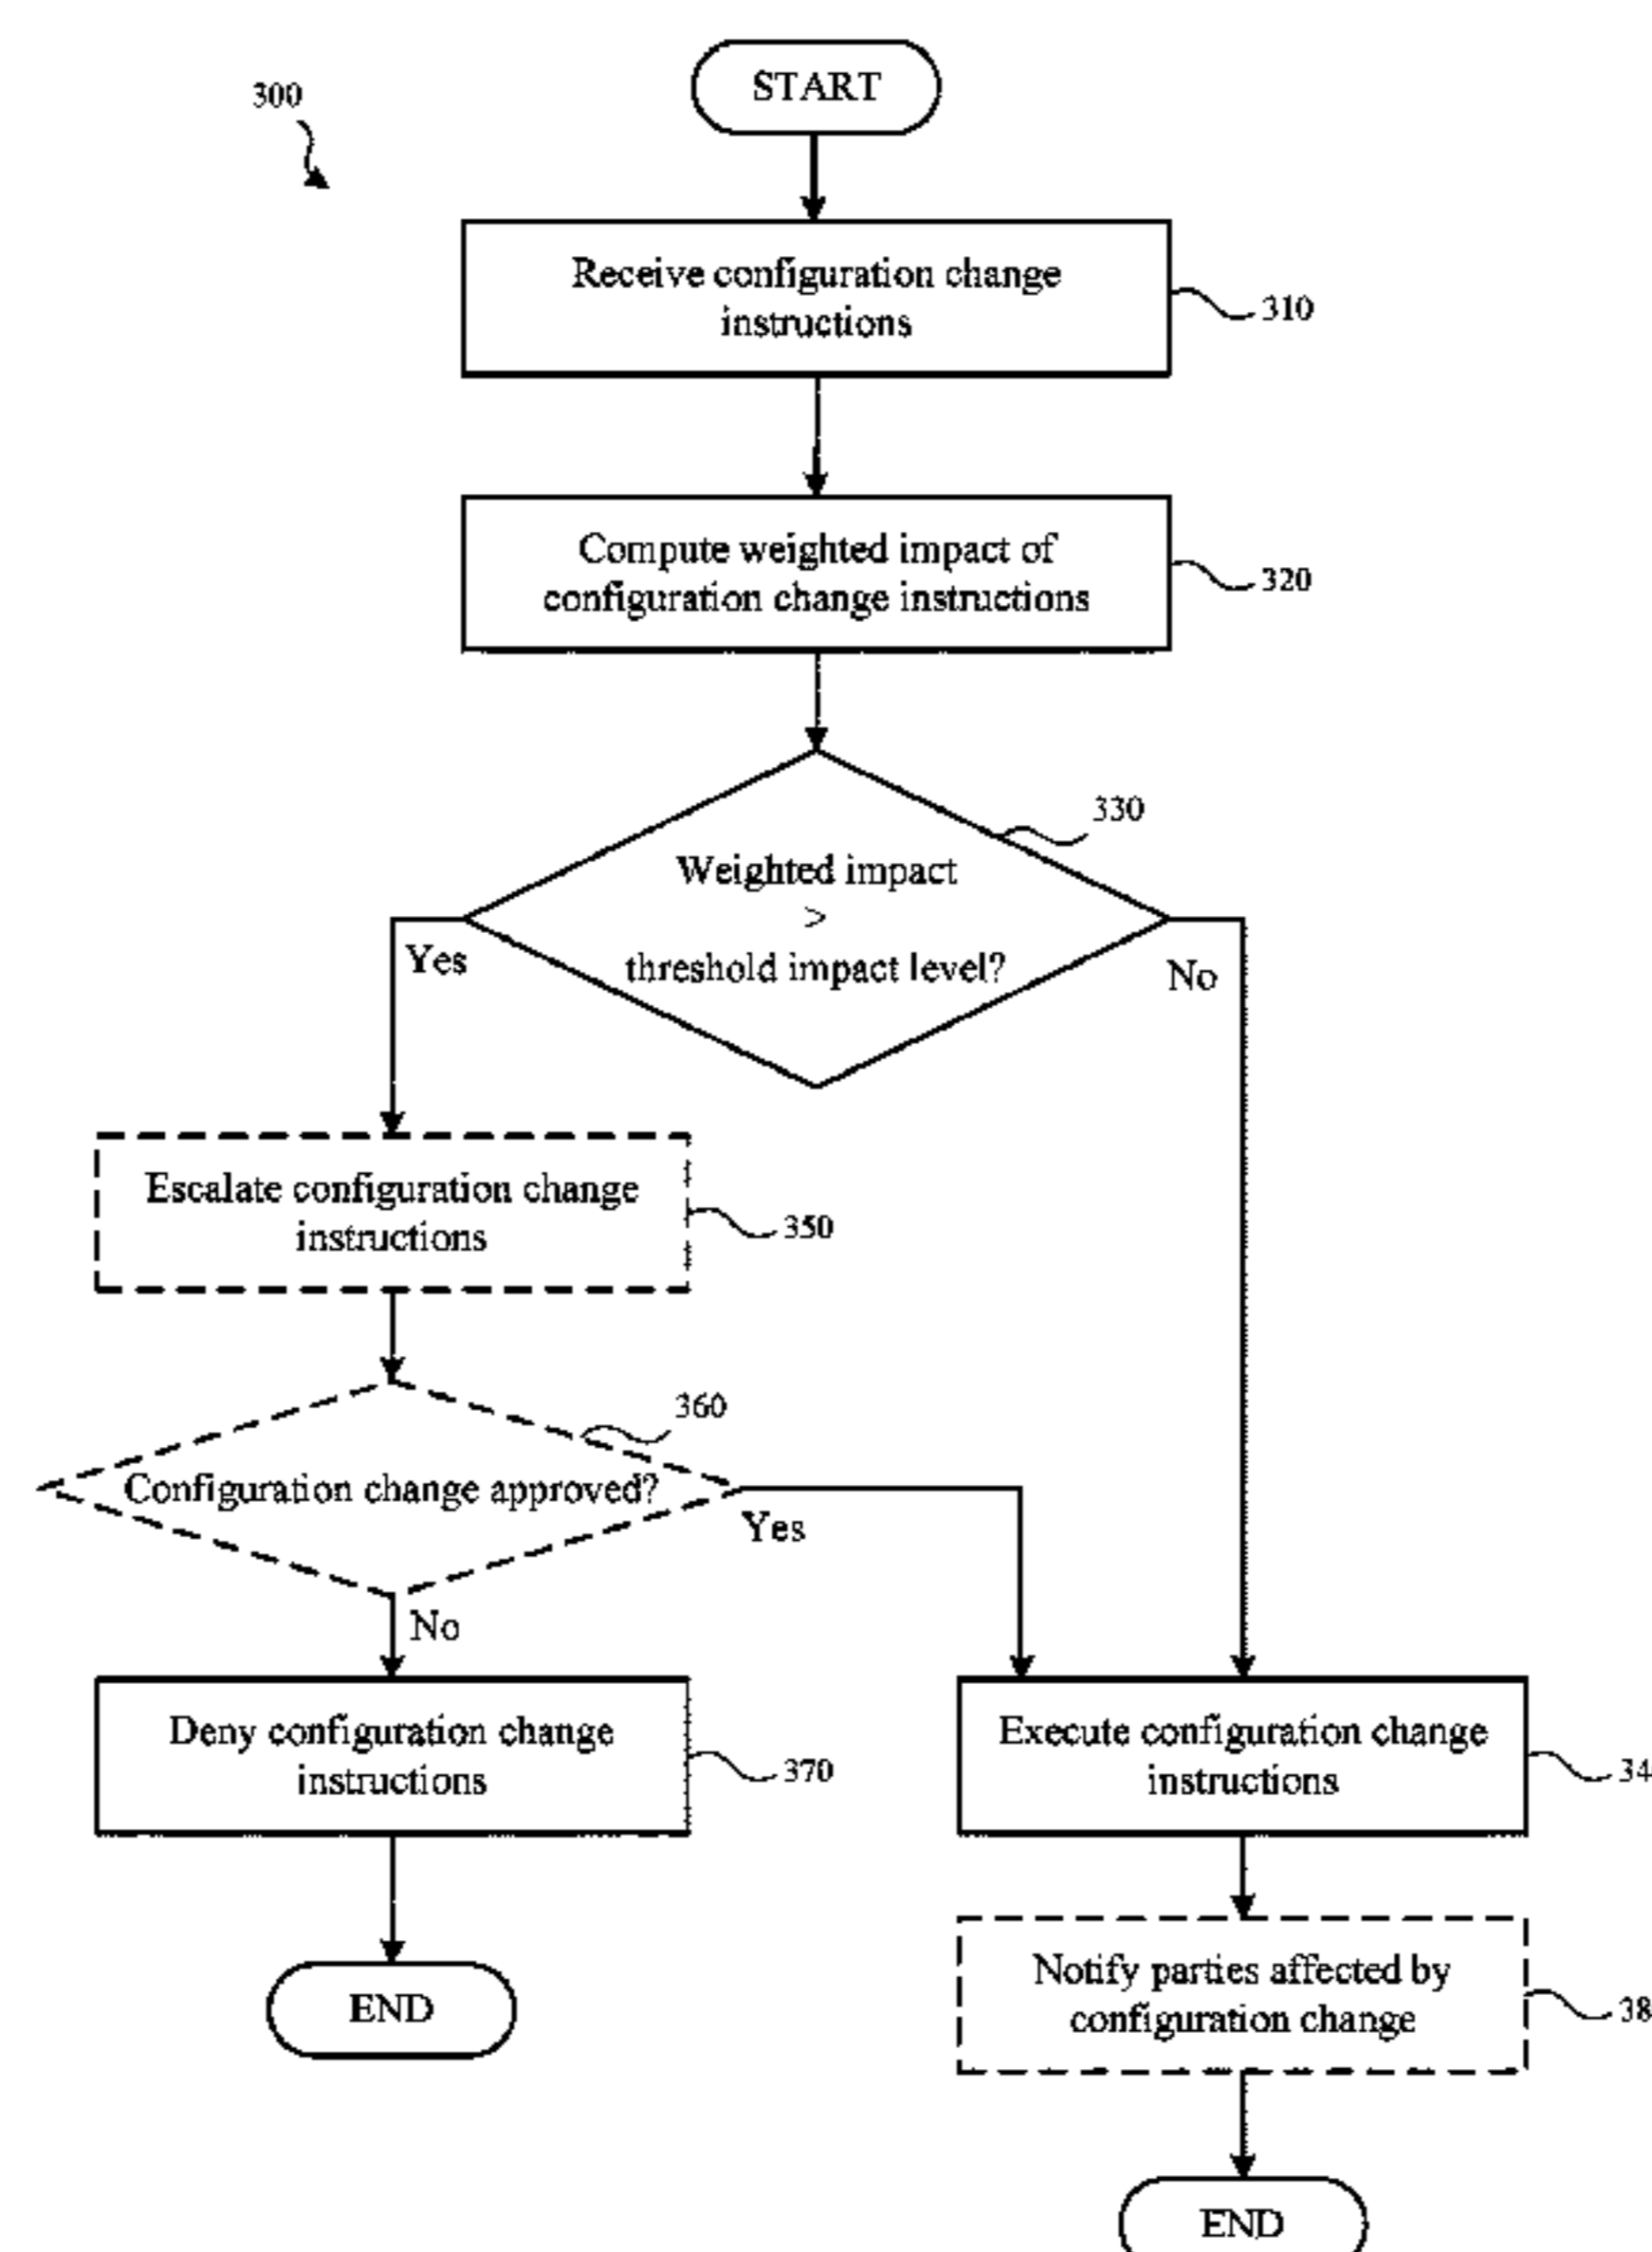 START
300
Receive configuration change
instructions
310
Compute weighted impact of
configuration change instructions
320
330
Weighted impact
>
threshold impact level?
Yes
No
Escalate configuration change
instructions
350
360
Configuration change approved?
Yes
No
Deny configuration change
instructions
370
Execute configuration change
instructions
34
Notify parties affected by
configuration change
38
END
END